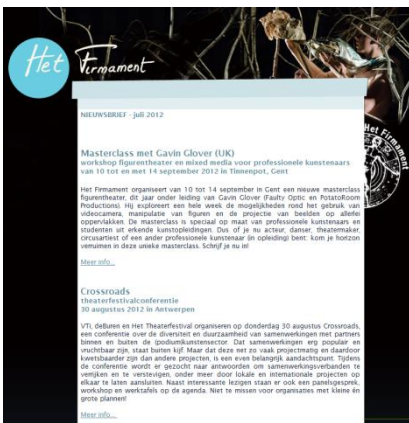 Het Firmament
NIEUWSBRIEF - juli 2012
Het Firmament
Masterclass met Gavin Glover (UK)
workshop figurentheater en mixed media voor professionele kunstenaars
van 10 tot en met 14 september 2012 in Tinnenpot, Gent
Het Firmament organiseert van 10 tot 14 september in Gent een nieuwe masterclass
figurentheater, dit jaar onder leiding van Gavin Glover (Faulty Optic en PotatoRoom
Productions). Hij exploreert een hele week de mogelijkheden rond het gebruik van
videocamera, manipulatie van figuren en de projectie van beelden op allerlei
oppervlakken. De masterclass is speciaal op maat van professionele kunstenaars en
studenten uit erkende kunstopleidingen. Dus of je nu acteur, danser, theatermaker,
circusartiest of een ander professionele kunstenaar (in opleiding) bent: kom je horizon
verruimen in deze unieke masterclass. Schrijf je nu in!
Meer info...
Crossroads
theaterfestivalconferentie
30 augustus 2012 in Antwerpen
VTi, deBuren en Het Theaterfestival organiseren op donderdag 30 augustus Crossroads,
een conferentie over de diversiteit en duurzaamheid van samenwerkingen met partners
binnen en buiten de (podium)kunstensector. Dat samenwerkingen erg populair en
vruchtbaar zijn, staat buiten kijf. Maar dat deze net zo vaak projectmatig en daardoor
kwetsbaarder zijn dan andere projecten, is een even belangrijk aandachtspunt. Tijdens
de conferentie wordt er gezocht naar antwoorden om samenwerkingsverbanden te
verrijken en te verstevigen, onder meer door lokale en internationale projecten op
elkaar te laten aansluiten. Naast interessante lezingen staan er ook een panelgesprek,
workshop en werktafels op de agenda. Niet te missen voor organisaties met kleine én
grote plannen!
Meer info...